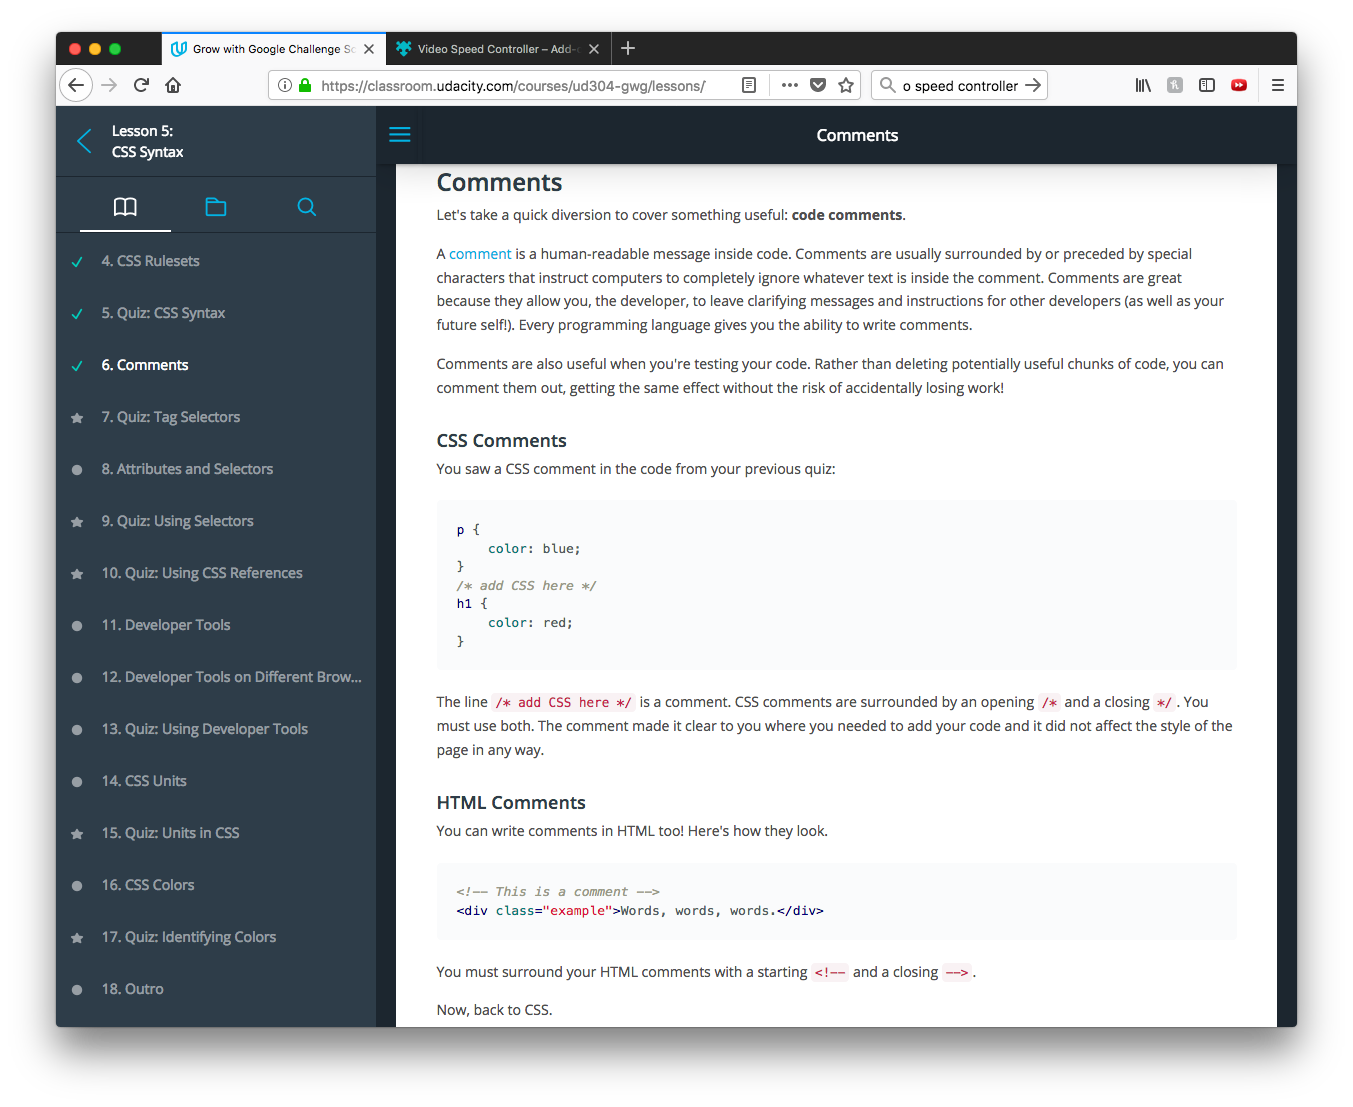 Grow with Google Challenge Sc
Video Speed Controller – Add-
https://classroom.udacity.com/courses/ud304-gwg/lessons/
o speed controller
Lesson 5:
CSS Syntax
4. CSS Rulesets
5. Quiz: CSS Syntax
6. Comments
7. Quiz: Tag Selectors
8. Attributes and Selectors
9. Quiz: Using Selectors
10. Quiz: Using CSS References
11. Developer Tools
12. Developer Tools on Different Brow...
13. Quiz: Using Developer Tools
14. CSS Units
15. Quiz: Units in CSS
16. CSS Colors
17. Quiz: Identifying Colors
18. Outro
Comments
Comments
Let's take a quick diversion to cover something useful: code comments.
A comment is a human-readable message inside code. Comments are usually surrounded by or preceded by special
characters that instruct computers to completely ignore whatever text is inside the comment. Comments are great
because they allow you, the developer, to leave clarifying messages and instructions for other developers (as well as your
future self!). Every programming language gives you the ability to write comments.
Comments are also useful when you're testing your code. Rather than deleting potentially useful chunks of code, you can
comment them out, getting the same effect without the risk of accidentally losing work!
CSS Comments
You saw a CSS comment in the code from your previous quiz:
p {
    color: blue;
}
/* add CSS here */
h1 {
    color: red;
}
The line /* add CSS here */ is a comment. CSS comments are surrounded by an opening /* and a closing */ . You
must use both. The comment made it clear to you where you needed to add your code and it did not affect the style of the
page in any way.
HTML Comments
You can write comments in HTML too! Here's how they look.
<!-- This is a comment -->
<div class="example">Words, words, words.</div>
You must surround your HTML comments with a starting <!-- and a closing --> .
Now, back to CSS.